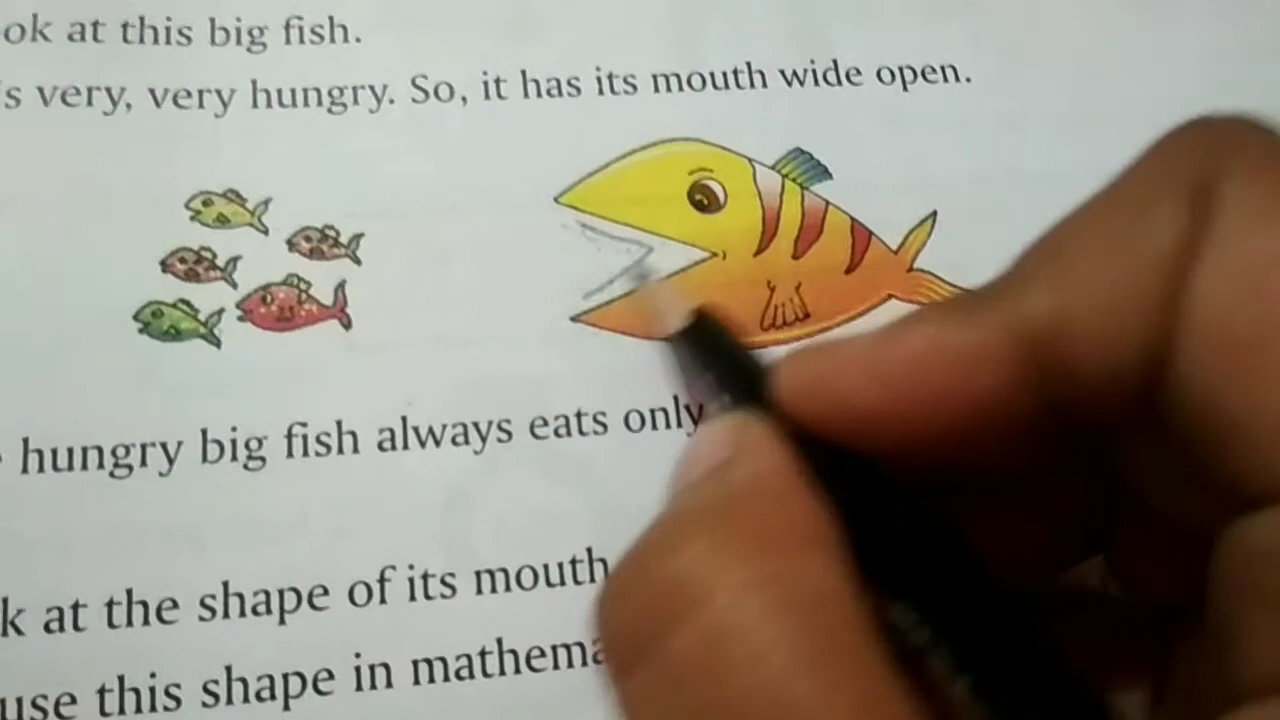 ok at this big fish.
s very, very hungry. So, it has its mouth wide open.
hungry big fish always eats only
k at the shape of its mouth
use this shape in mathema